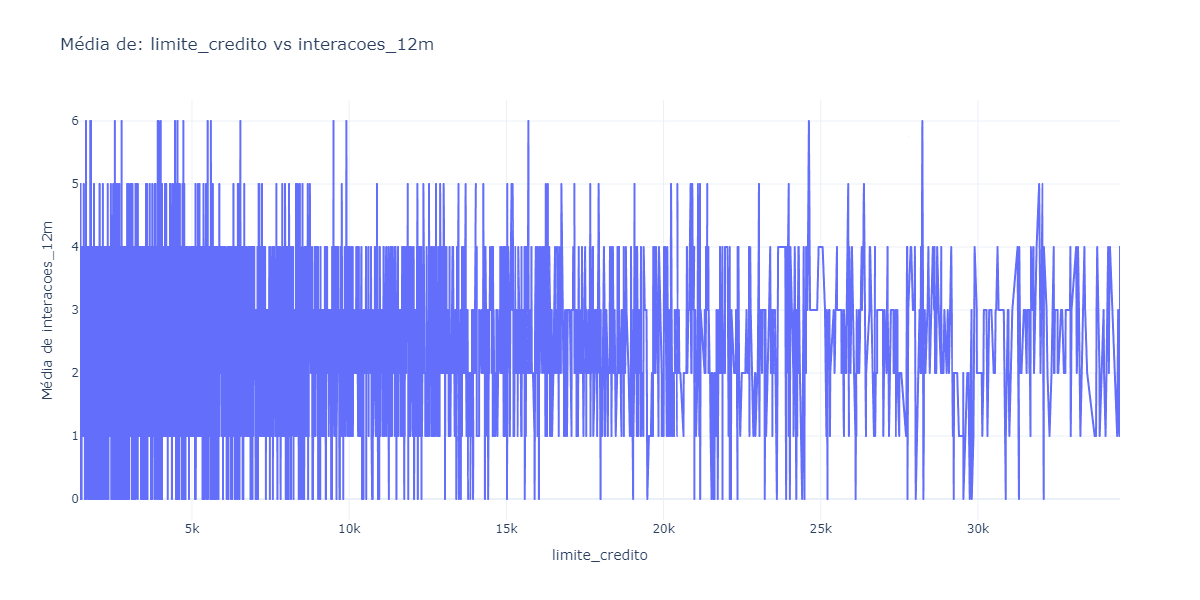 Média de: limite_credito vs interacoes_12m
Média de interacoes_12m
6
5
4
3
2
1
0
5k
10k
15k
20k
25k
30k
limite_credito